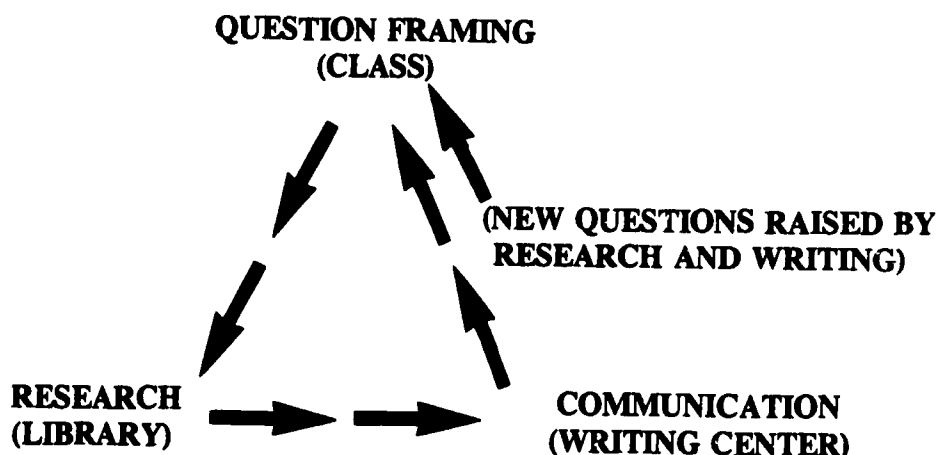 QUESTION FRAMING
(CLASS)
(NEW QUESTIONS RAISED BY
RESEARCH AND WRITING)
RESEARCH
(LIBRARY)
COMMUNICATION
(WRITING CENTER)